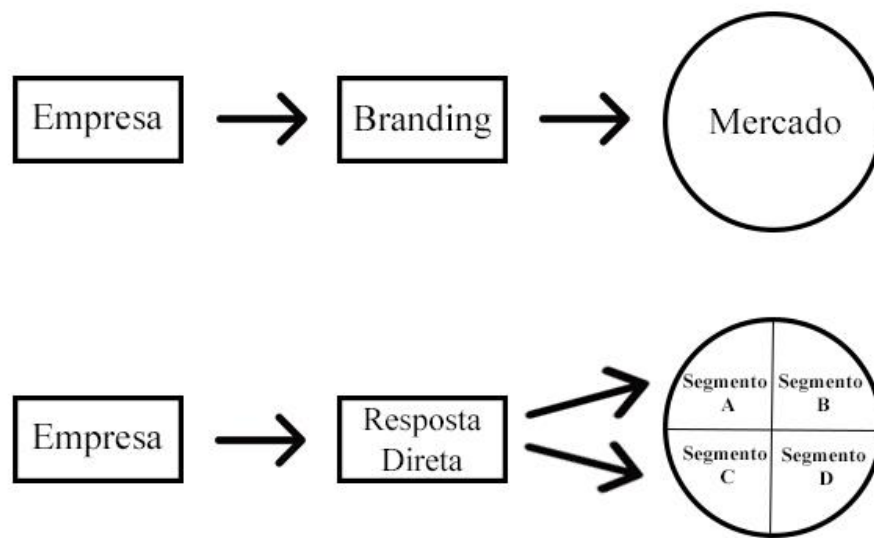 Empresa
Branding
Mercado
Empresa
Resposta
Direta
Segmento
A
Segmento
B
Segmento
C
Segmento
D